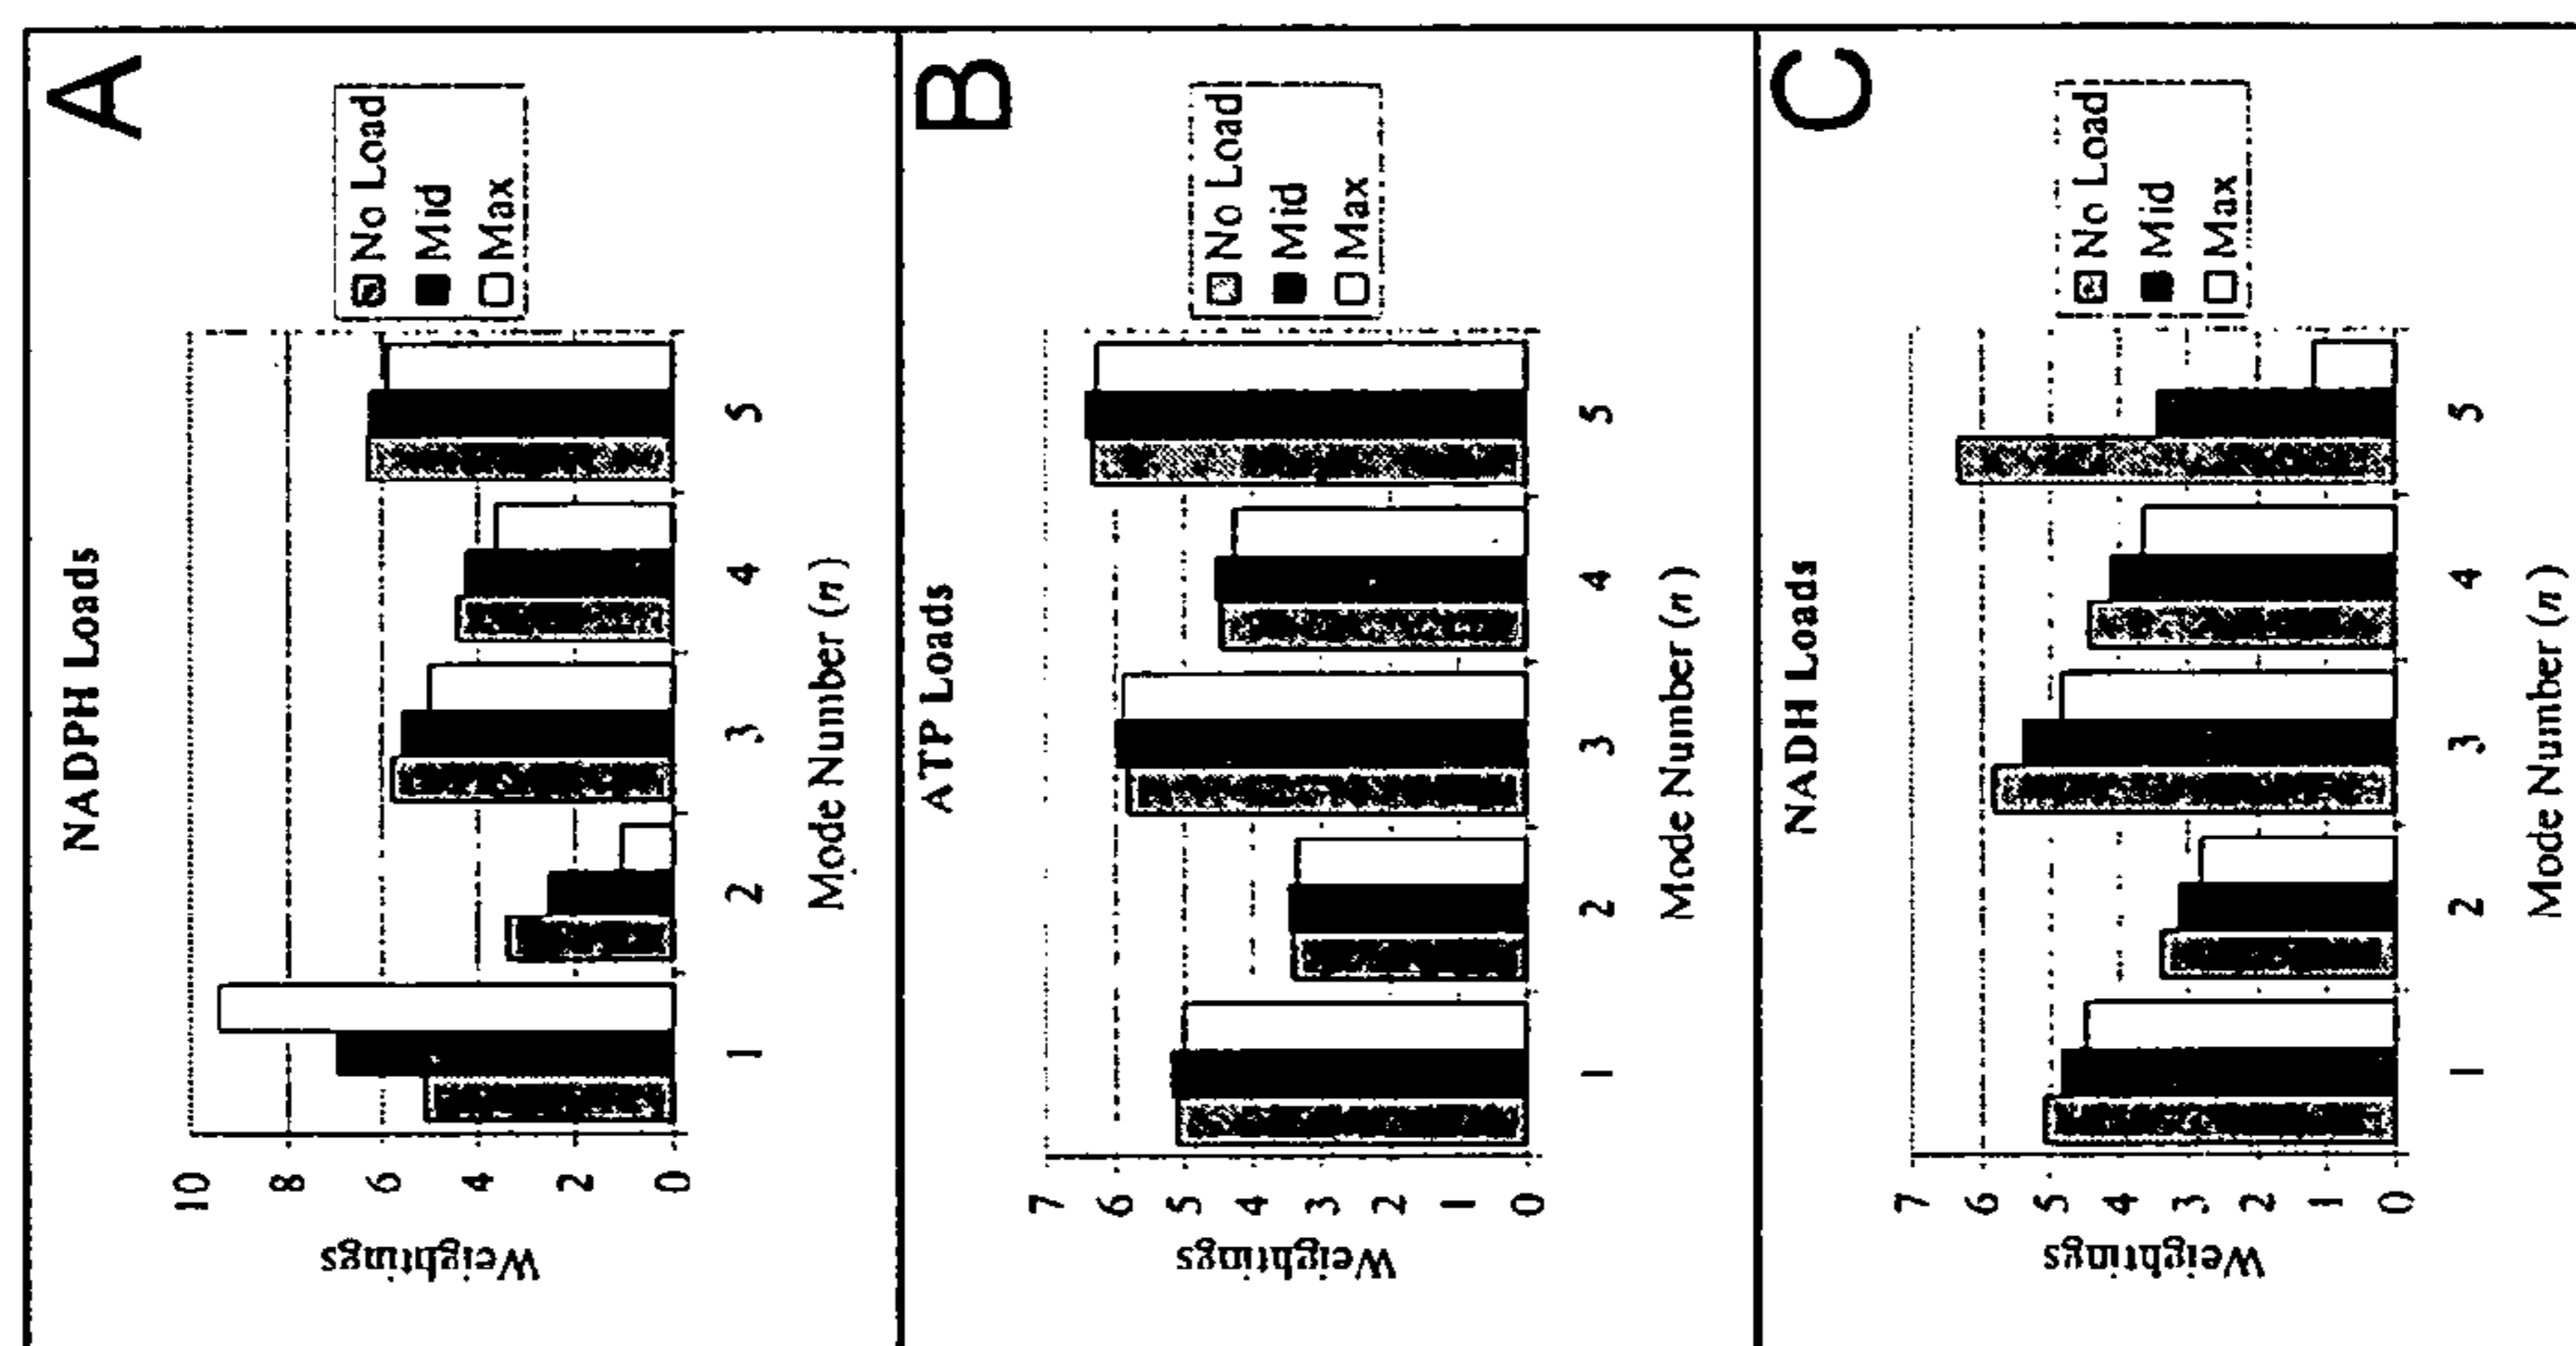 A
NADPH Loads
Weightings
10
8
6
4
2
0
1 2 3 4 5
Mode Number (n)
No Load
Mid
Max
B
ATP Loads
Weightings
7
6
5
4
3
2
1
0
1 2 3 4 5
Mode Number (n)
No Load
Mid
Max
C
NADH Loads
Weightings
7
6
5
4
3
2
1
0
1 2 3 4 5
Mode Number (n)
No Load
Mid
Max